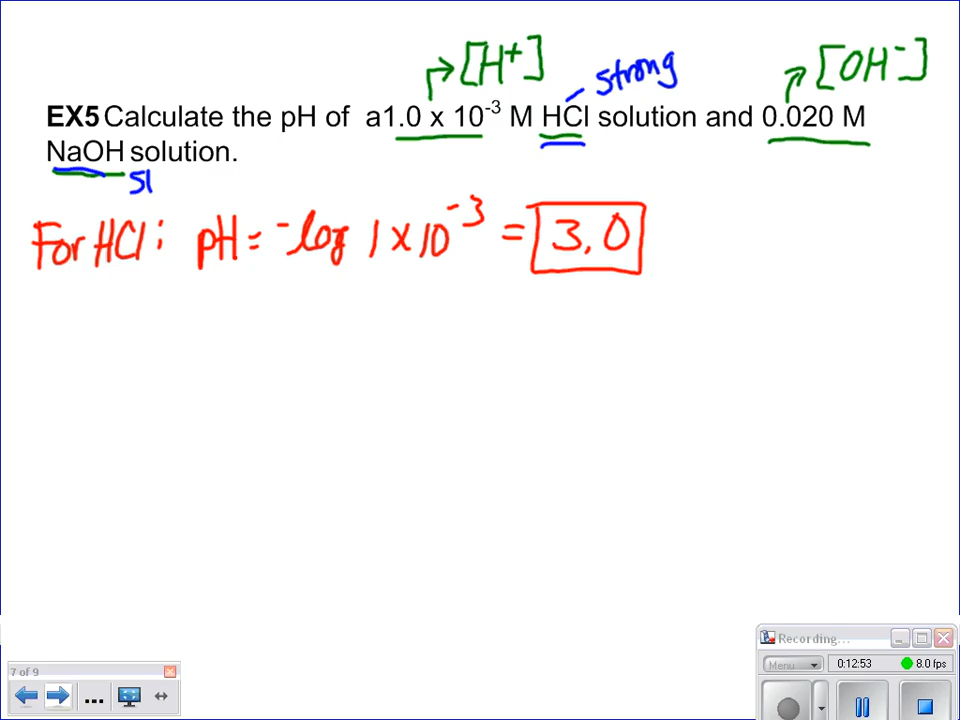 [H+] strong [OH-]
EX5 Calculate the pH of a1.0 x 10-3 M HCl solution and 0.020 M
NaOH solution.
St
For HCl: pH = -log 1 x 10-3 = 3.0
Recording...
Menu 0:12:53 8.0 fps
7 of 9
...